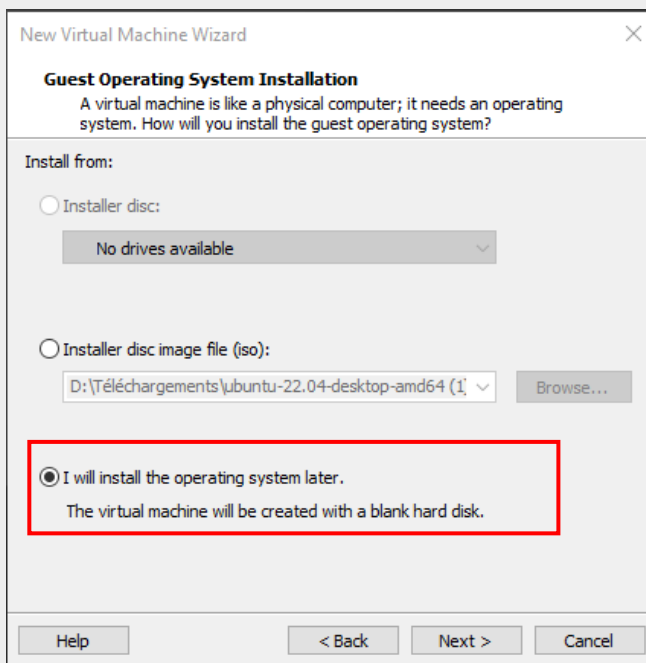 New Virtual Machine Wizard
Guest Operating System Installation
A virtual machine is like a physical computer; it needs an operating
system. How will you install the guest operating system?
Install from:
Installer disc:
No drives available
Installer disc image file (iso):
D:\Téléchargements\ubuntu-22.04-desktop-amd64 (1)
Browse...
I will install the operating system later.
The virtual machine will be created with a blank hard disk.
Help
< Back
Next >
Cancel